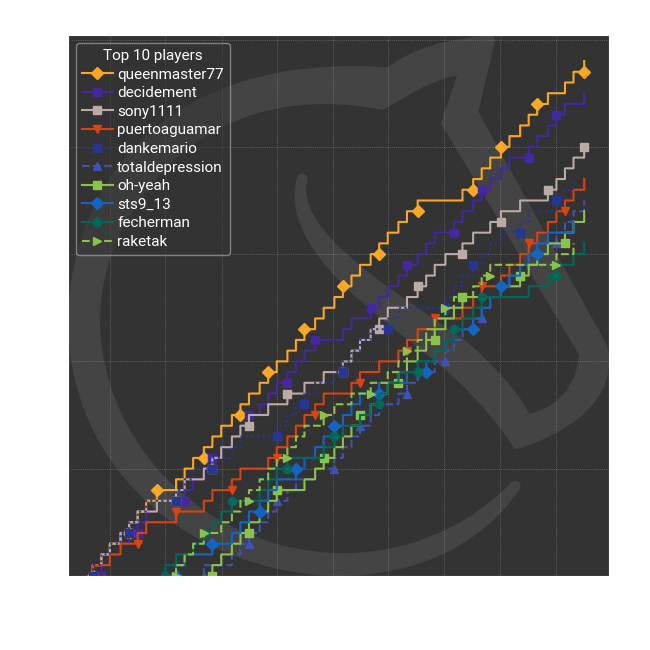 Top 10 players
queenmaster77
decidement
sony1111
puertoaguamar
dankemario
totaldepression
oh-yeah
sts9_13
fecherman
raketak